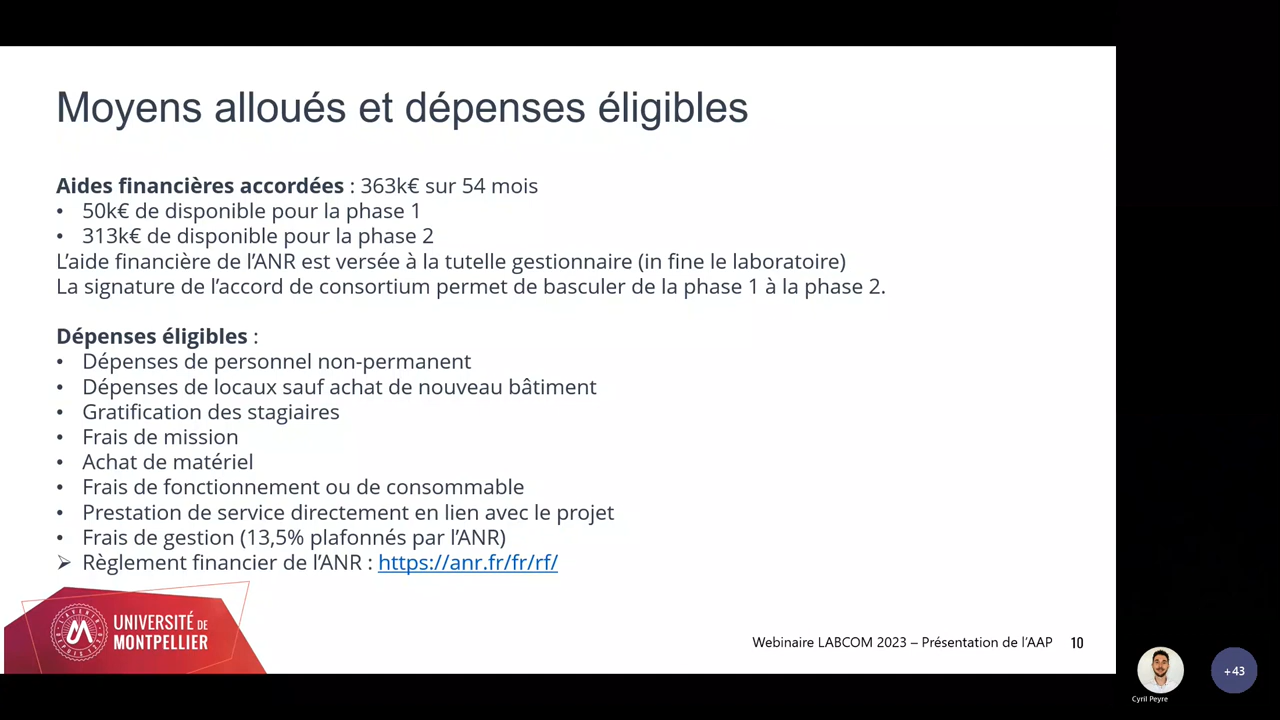 Moyens alloués et dépenses éligibles
Aides financières accordées : 363k€ sur 54 mois
• 50k€ de disponible pour la phase 1
• 313k€ de disponible pour la phase 2
L’aide financière de l’ANR est versée à la tutelle gestionnaire (in fine le laboratoire)
La signature de l’accord de consortium permet de basculer de la phase 1 à la phase 2.
Dépenses éligibles :
• Dépenses de personnel non-permanent
• Dépenses de locaux sauf achat de nouveau bâtiment
• Gratification des stagiaires
• Frais de mission
• Achat de matériel
• Frais de fonctionnement ou de consommable
• Prestation de service directement en lien avec le projet
• Frais de gestion (13,5% plafonnés par l’ANR)
➢ Règlement financier de l’ANR : https://anr.fr/fr/rf/
UNIVERSITÉ DE
MONTPELLIER
Webinaire LABCOM 2023 – Présentation de l’AAP 10
Cyril Peyre
+43